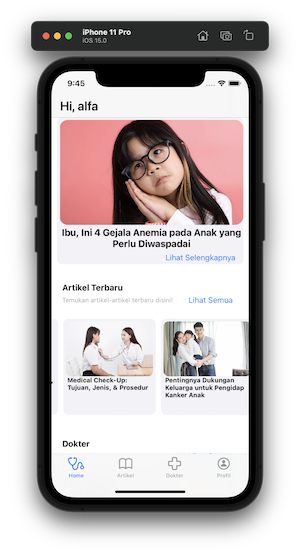 iPhone 11 Pro
iOS 15.0
9:45
Hi, alfa
Ibu, Ini 4 Gejala Anemia pada Anak yang
Perlu Diwaspadai
Lihat Selengkapnya
Artikel Terbaru
Temukan artikel-artikel terbaru disini!
Lihat Semua
Medical Check-Up:
Tujuan, Jenis, & Prosedur
Pentingnya Dukungan
Keluarga untuk Pengidap
Kanker Anak
Dokter
Home
Artikel
Dokter
Profil